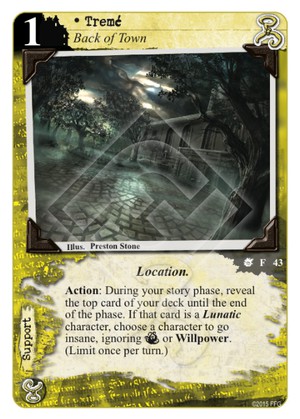 1
• Tremé
Back of Town
Illus. Preston Stone
F 43
Location.
Action: During your story phase, reveal
the top card of your deck until the end
of the phase. If that card is a Lunatic
character, choose a character to go
insane, ignoring or Willpower.
(Limit once per turn.)
Support
©2015 FFG